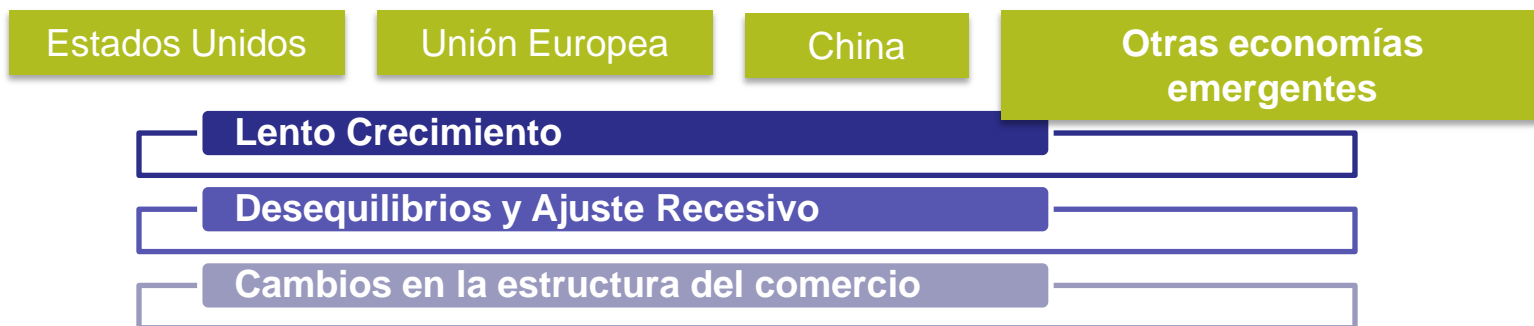 Estados Unidos
Unión Europea
China
Otras economías
emergentes
Lento Crecimiento
Desequilibrios y Ajuste Recesivo
Cambios en la estructura del comercio